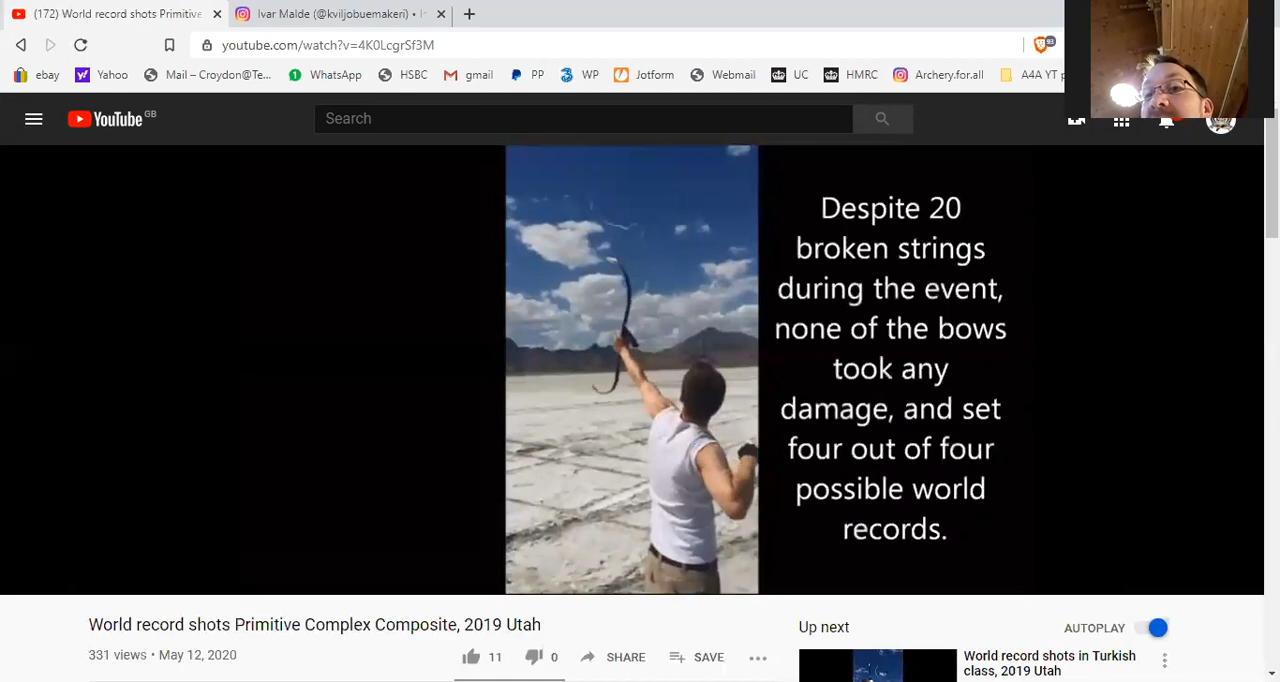 (172) World record shots Primitive
Ivar Malde (@kviljobuemakeri) •
youtube.com/watch?v=4K0LcgrSf3M
93
ebay
Yahoo
Mail – Croydon@Te...
WhatsApp
HSBC
gmail
PP
WP
Jotform
Webmail
UC
HMRC
Archery.for.all
A4A YT
YouTube GB
Search
Despite 20
broken strings
during the event,
none of the bows
took any
damage, and set
four out of four
possible world
records.
World record shots Primitive Complex Composite, 2019 Utah
331 views • May 12, 2020
11
0
SHARE
SAVE
Up next
AUTOPLAY
World record shots in Turkish
class, 2019 Utah